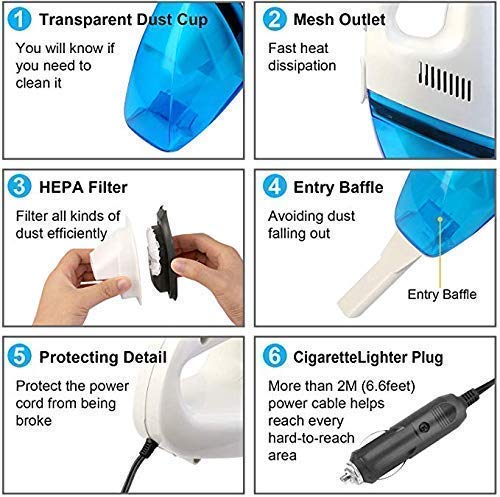 1 Transparent Dust Cup
You will know if
you need to
clean it
2 Mesh Outlet
Fast heat
dissipation
3 HEPA Filter
Filter all kinds of
dust efficiently
4 Entry Baffle
Avoiding dust
falling out
Entry Baffle
5 Protecting Detail
Protect the power
cord from being
broke
6 CigaretteLighter Plug
More than 2M (6.6feet)
power cable helps
reach every
hard-to-reach
area